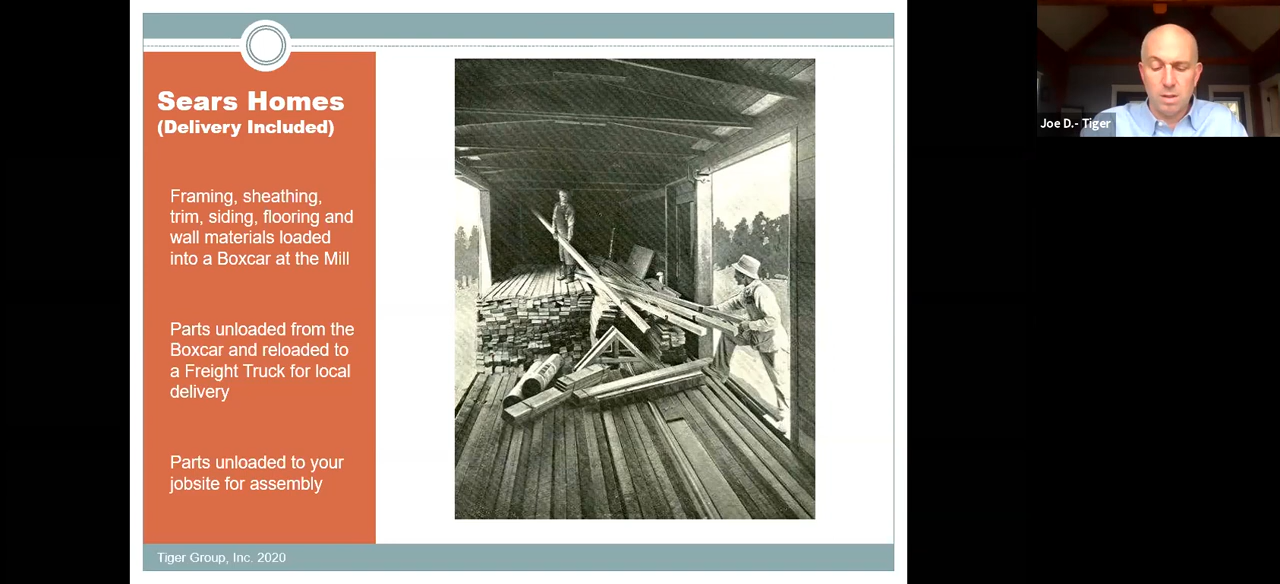 Sears Homes
(Delivery Included)
Framing, sheathing,
trim, siding, flooring and
wall materials loaded
into a Boxcar at the Mill
Parts unloaded from the
Boxcar and reloaded to
a Freight Truck for local
delivery
Parts unloaded to your
jobsite for assembly
Tiger Group, Inc. 2020
Joe D.- Tiger